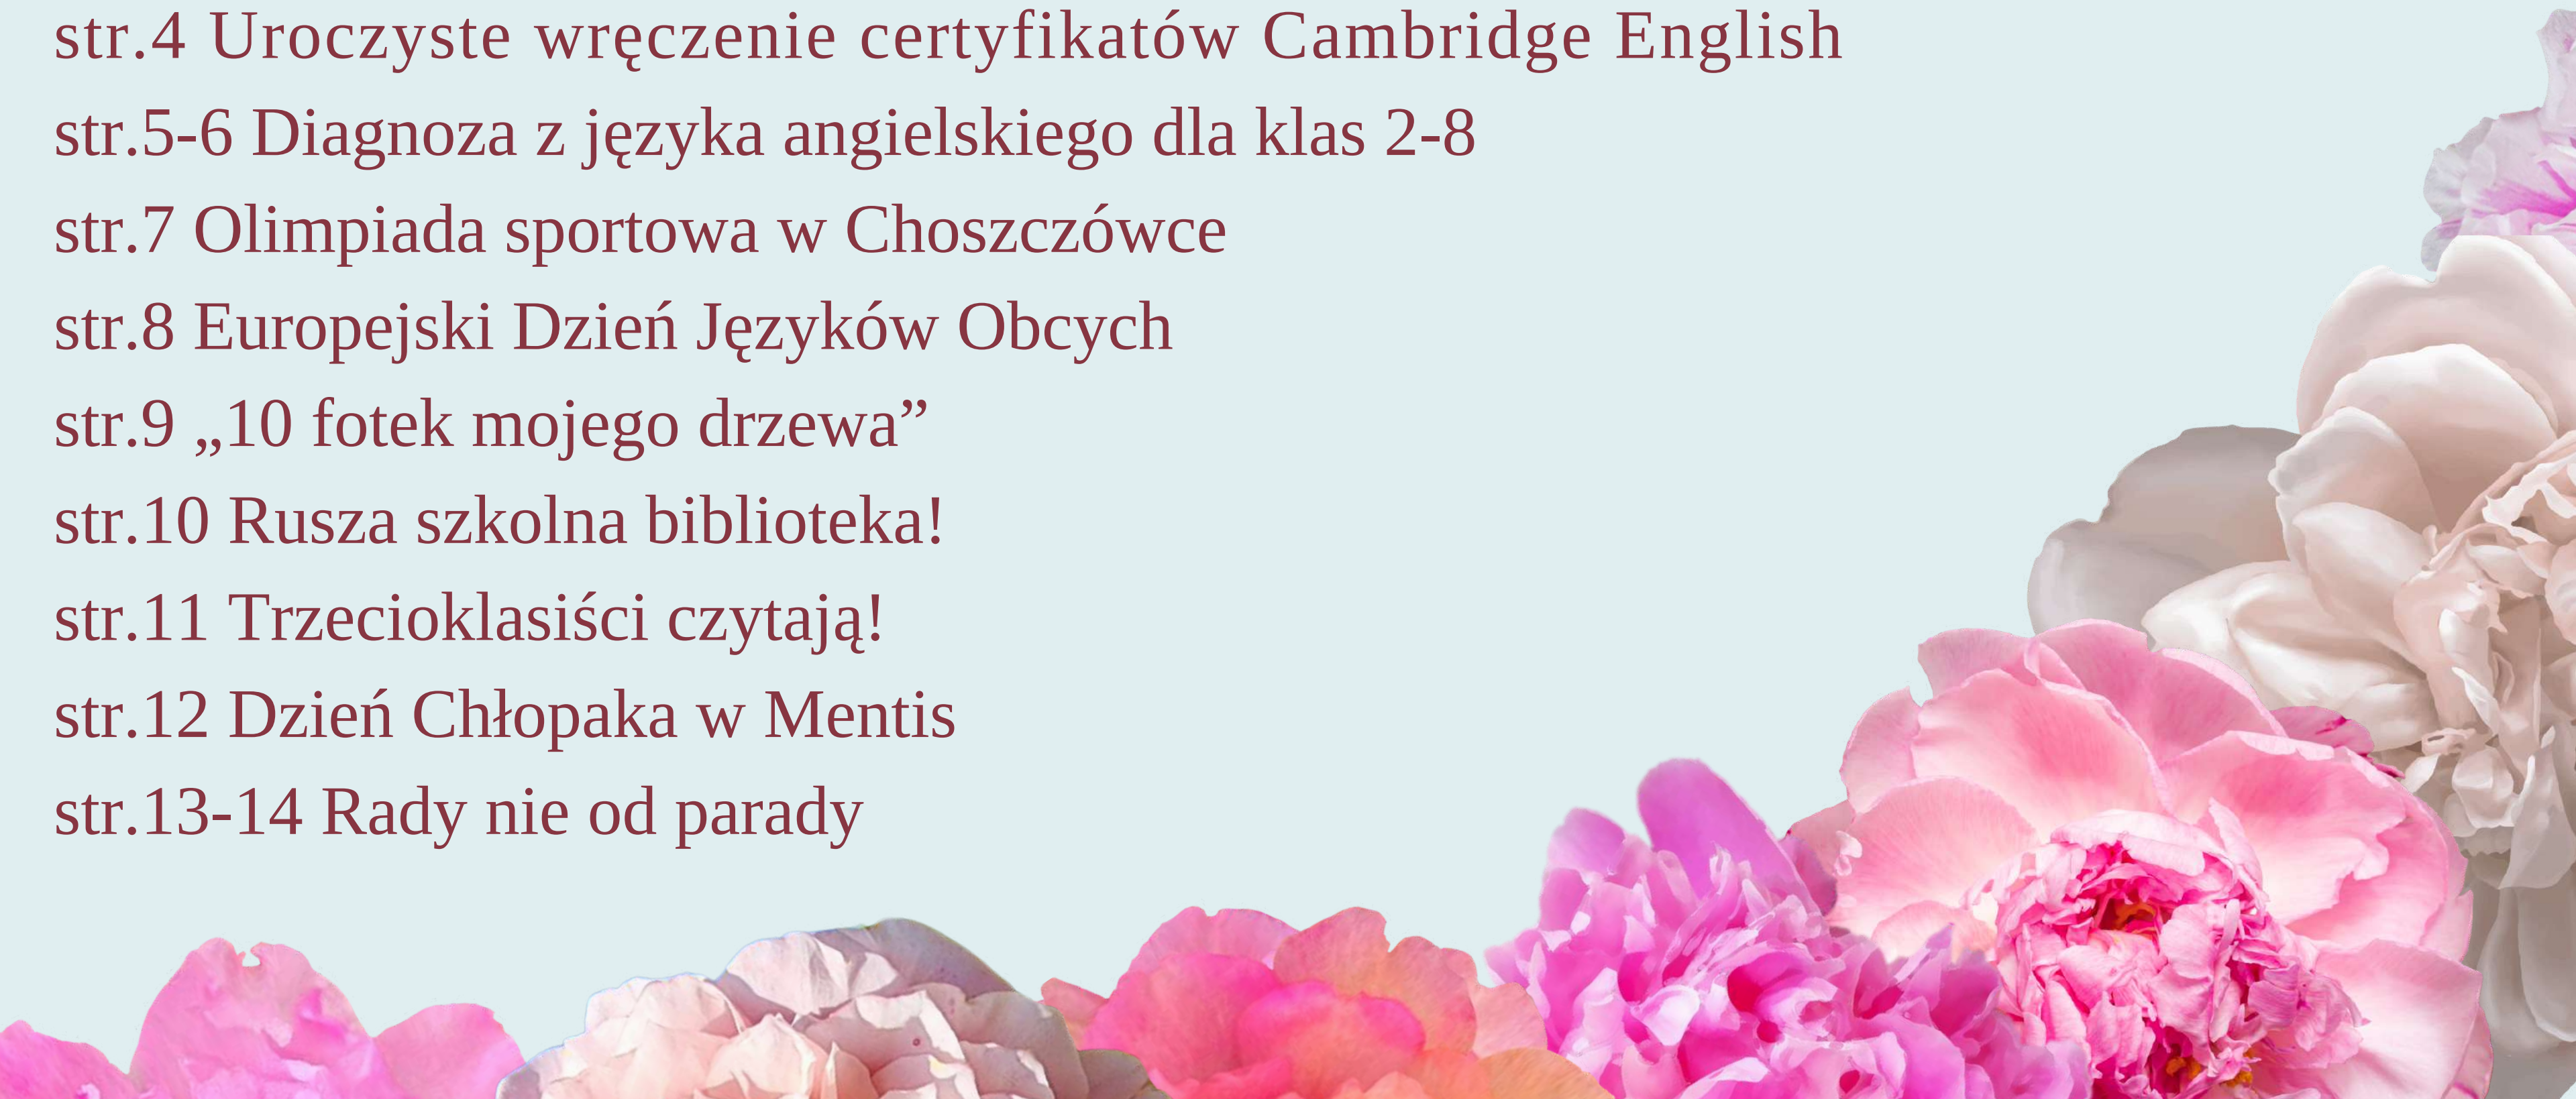 str.4 Uroczyste wręczenie certyfikatów Cambridge English
str.5-6 Diagnoza z języka angielskiego dla klas 2-8
str.7 Olimpiada sportowa w Choszczówce
str.8 Europejski Dzień Języków Obcych
str.9 „10 fotek mojego drzewa”
str.10 Rusza szkolna biblioteka!
str.11 Trzecioklasiści czytają!
str.12 Dzień Chłopaka w Mentis
str.13-14 Rady nie od parady